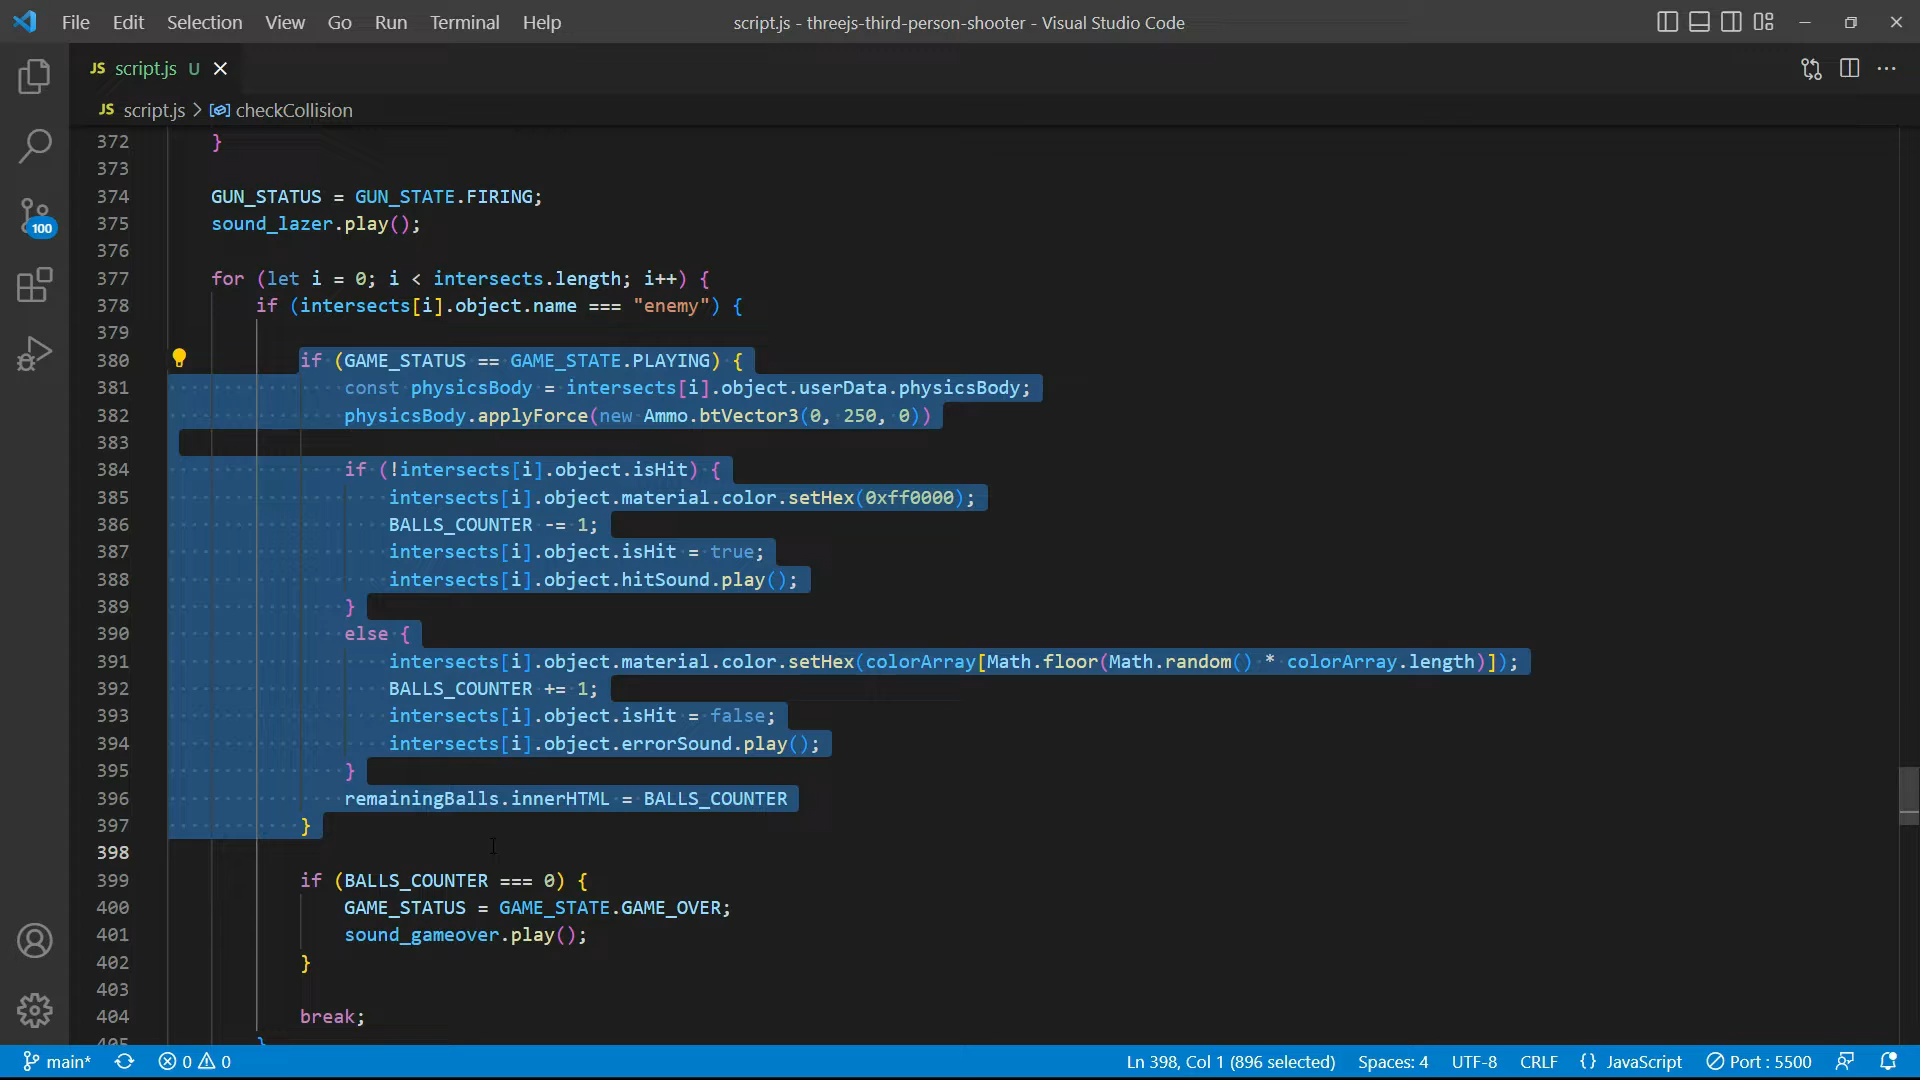 File Edit Selection View Go Run Terminal Help
script.js - threejs-third-person-shooter - Visual Studio Code
JS script.js U
JS script.js > checkCollision
372 }
373
374 GUN_STATUS = GUN_STATE.FIRING;
375 sound_lazer.play();
376
377 for (let i = 0; i < intersects.length; i++) {
378 if (intersects[i].object.name === "enemy") {
379
380 if (GAME_STATUS == GAME_STATE.PLAYING) {
381 const physicsBody = intersects[i].object.userData.physicsBody;
382 physicsBody.applyForce(new Ammo.btVector3(0, 250, 0))
383
384 if (!intersects[i].object.isHit) {
385 intersects[i].object.material.color.setHex(0xff0000);
386 BALLS_COUNTER -= 1;
387 intersects[i].object.isHit = true;
388 intersects[i].object.hitSound.play();
389 }
390 else {
391 intersects[i].object.material.color.setHex(colorArray[Math.floor(Math.random() * colorArray.length)]);
392 BALLS_COUNTER += 1;
393 intersects[i].object.isHit = false;
394 intersects[i].object.errorSound.play();
395 }
396 remainingBalls.innerHTML = BALLS_COUNTER
397 }
398
399 if (BALLS_COUNTER === 0) {
400 GAME_STATUS = GAME_STATE.GAME_OVER;
401 sound_gameover.play();
402 }
403
404 break;
405 }
100
main* 0 0 Ln 398, Col 1 (896 selected) Spaces: 4 UTF-8 CRLF {} JavaScript Port : 5500